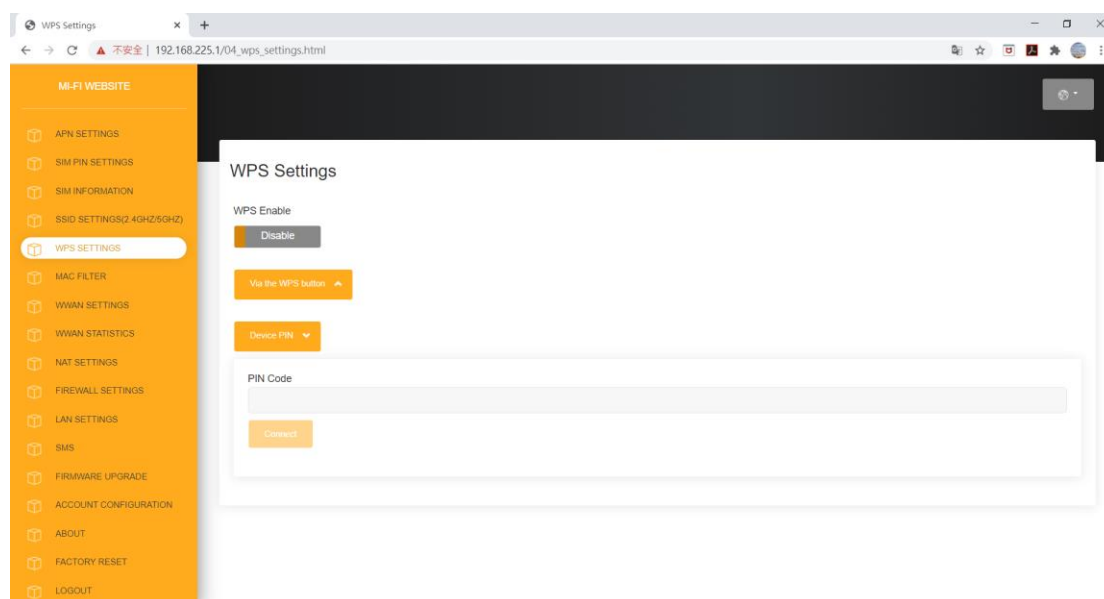 WPS Settings
不安全 | 192.168.225.1/04_wps_settings.html
MI-FI WEBSITE
APN SETTINGS
SIM PIN SETTINGS
SIM INFORMATION
SSID SETTINGS(2.4GHZ/5GHZ)
WPS SETTINGS
MAC FILTER
WWAN SETTINGS
WWAN STATISTICS
NAT SETTINGS
FIREWALL SETTINGS
LAN SETTINGS
SMS
FIRMWARE UPGRADE
ACCOUNT CONFIGURATION
ABOUT
FACTORY RESET
LOGOUT
WPS Settings
WPS Enable
Disable
Via the WPS button
Device PIN
PIN Code
Connect